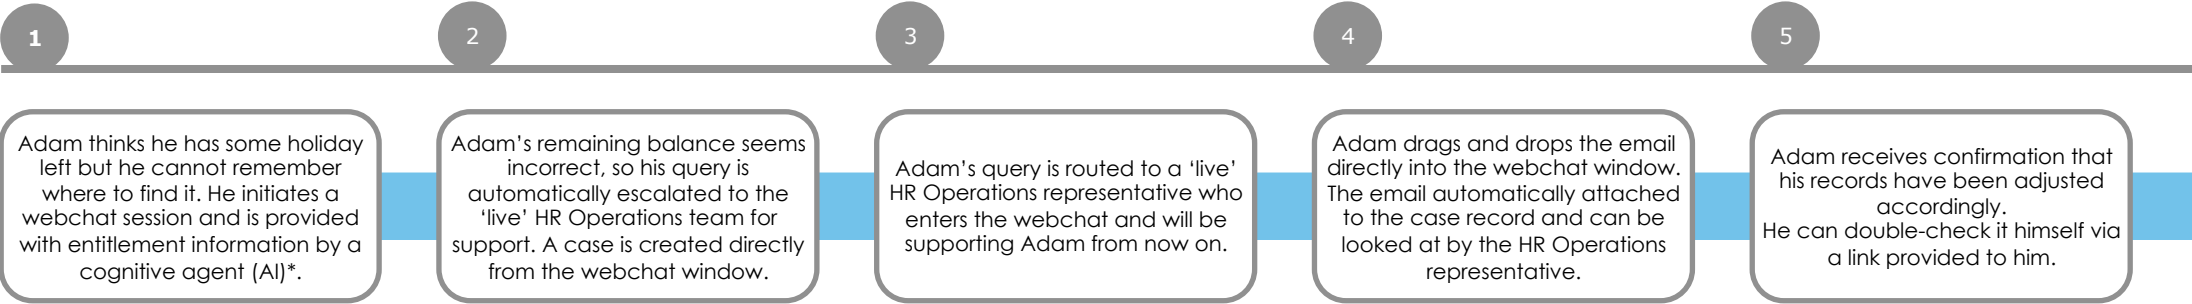 1
2
3
4
5
Adam thinks he has some holiday
left but he cannot remember
where to find it. He initiates a
webchat session and is provided
with entitlement information by a
cognitive agent (AI)*.
Adam’s remaining balance seems
incorrect, so his query is
automatically escalated to the
‘live’ HR Operations team for
support. A case is created directly
from the webchat window.
Adam’s query is routed to a ‘live’
HR Operations representative who
enters the webchat and will be
supporting Adam from now on.
Adam drags and drops the email
directly into the webchat window.
The email automatically attached
to the case record and can be
looked at by the HR Operations
representative.
Adam receives confirmation that
his records have been adjusted
accordingly.
He can double-check it himself via
a link provided to him.